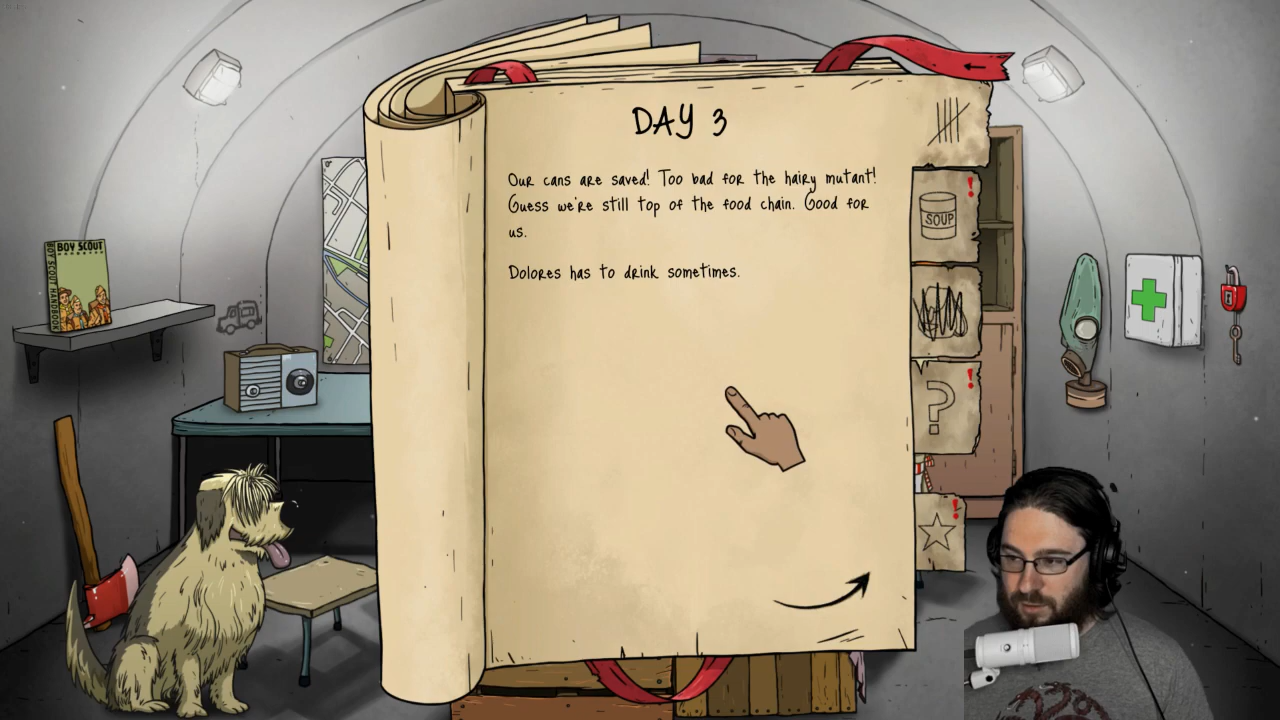 DAY 3
Our cans are saved! Too bad for the hairy mutant!
Guess we're still top of the food chain. Good for
us.
Dolores has to drink sometimes.
SOUP
!
!
!
BOY SCOUT
BOY SCOUT HANDBOOK